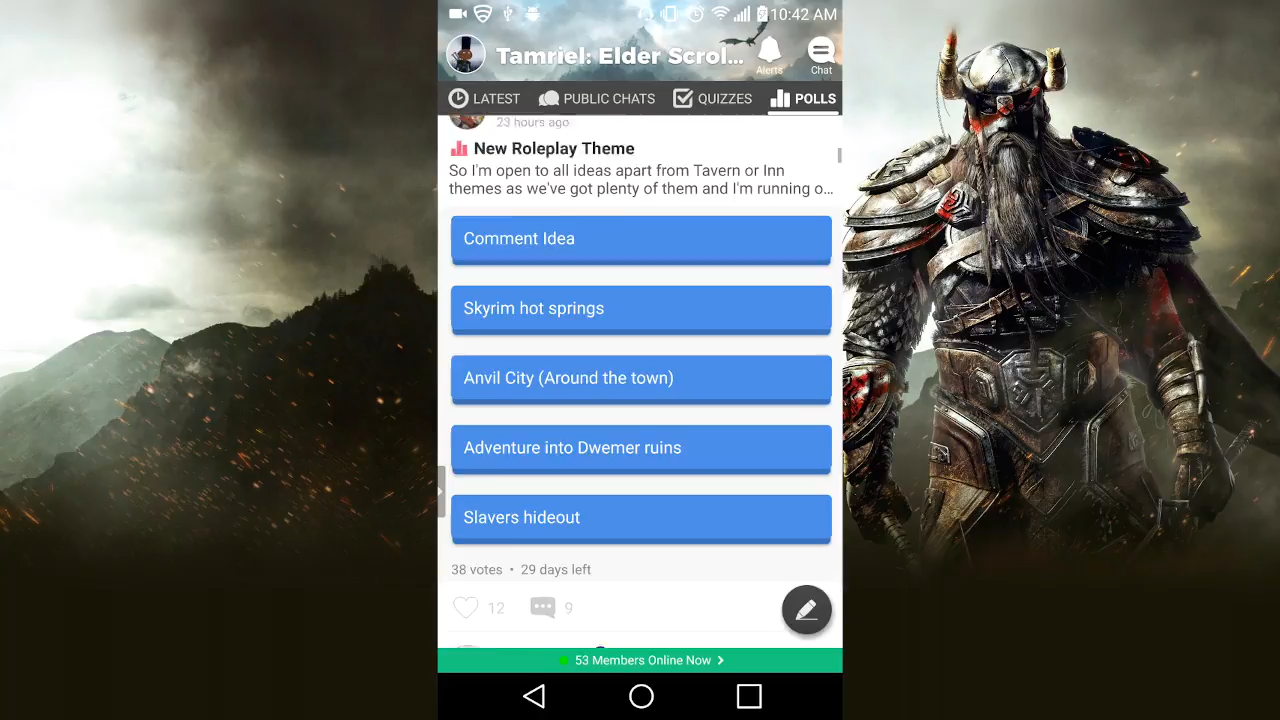 10:42 AM
Tamriel: Elder Scrol...
Alerts
Chat
LATEST
PUBLIC CHATS
QUIZZES
POLLS
23 hours ago
New Roleplay Theme
So I'm open to all ideas apart from Tavern or Inn
themes as we've got plenty of them and I'm running o...
Comment Idea
Skyrim hot springs
Anvil City (Around the town)
Adventure into Dwemer ruins
Slavers hideout
38 votes • 29 days left
12
9
53 Members Online Now